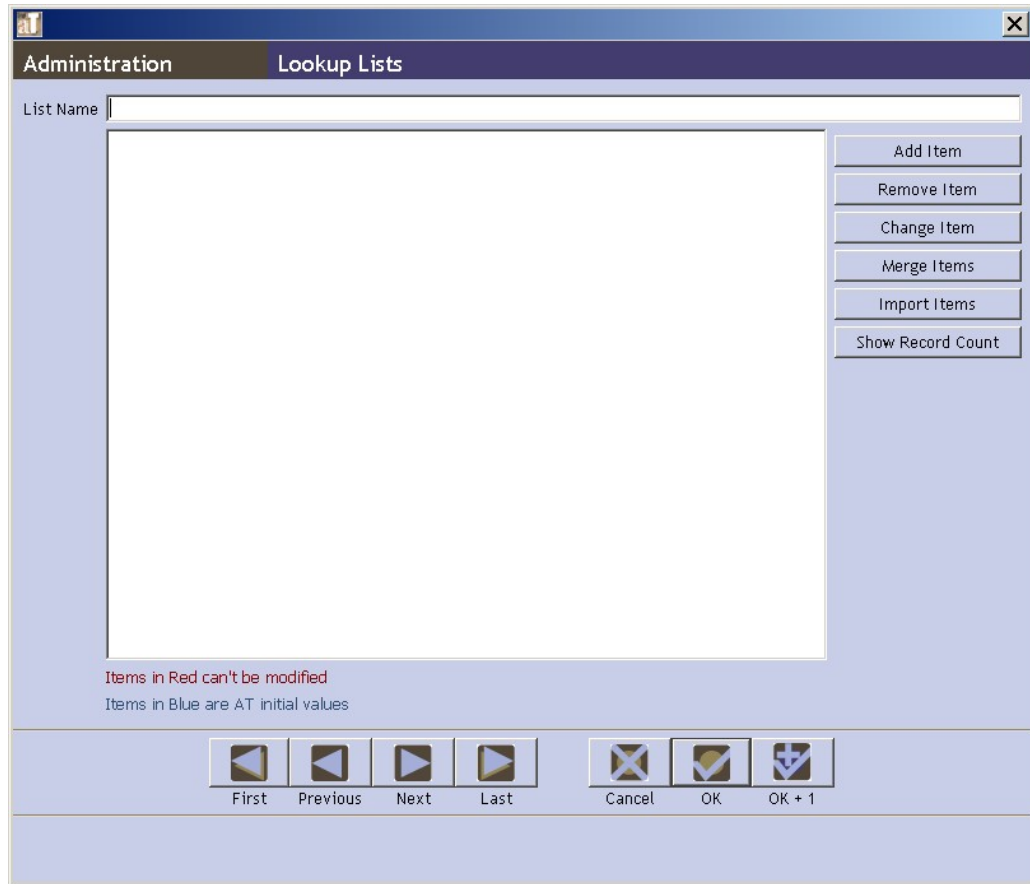 aT
Administration Lookup Lists
List Name
Add Item
Remove Item
Change Item
Merge Items
Import Items
Show Record Count
Items in Red can't be modified
Items in Blue are AT initial values
First Previous Next Last Cancel OK OK + 1